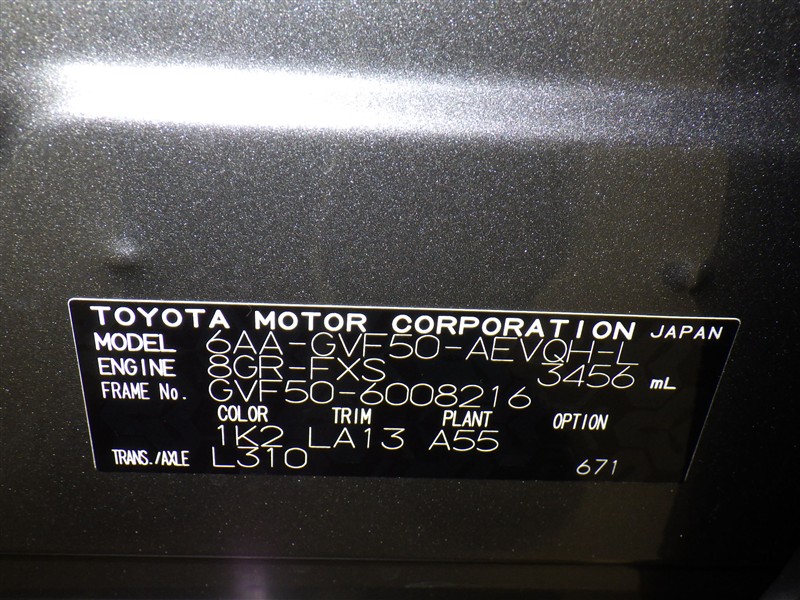 TOYOTA MOTOR CORPORATION JAPAN
MODEL 6AA-GVF50-AEVQH-L
ENGINE 8GR-FXS 3456 mL
FRAME No. GVF50-6008216
COLOR TRIM PLANT OPTION
1K2 LA13 A55
TRANS./AXLE L310 671